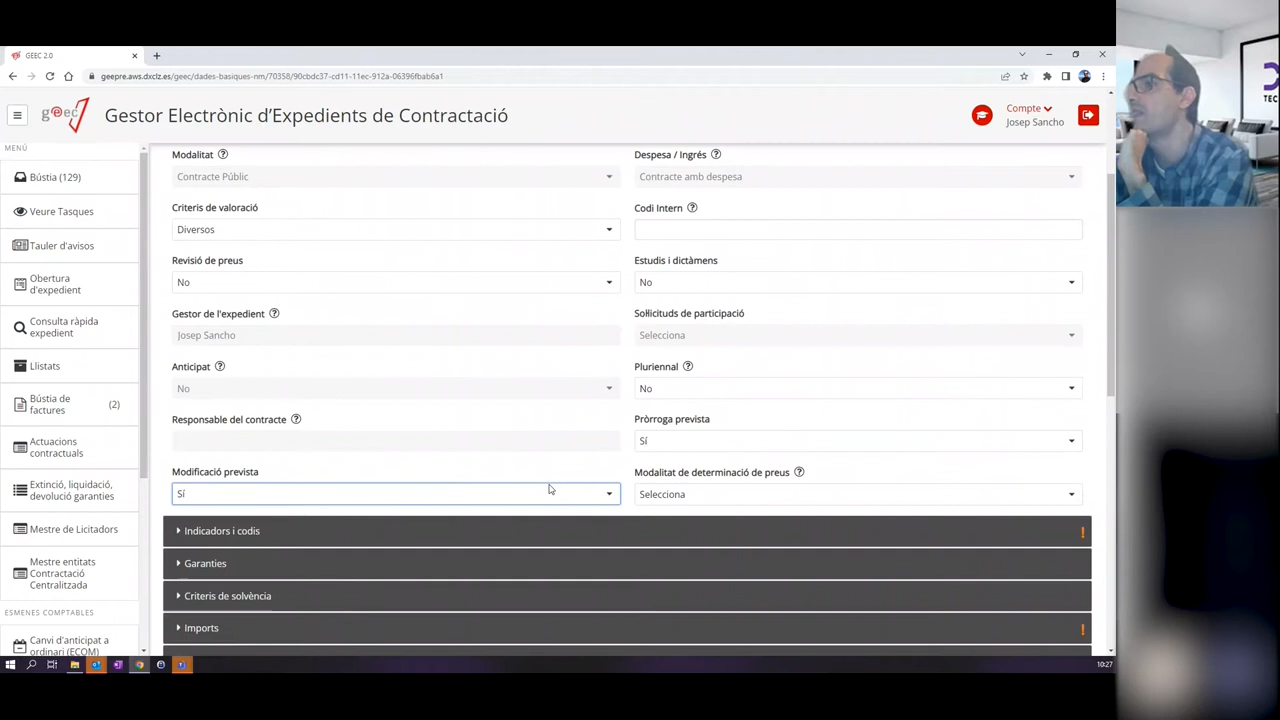 GEEC 2.0
geepre.aws.dxclz.es/geec/dades-basiques-nm/70358/90cbdc37-cd11-11ec-912a-06396fbab6a1
geec
Gestor Electrònic d'Expedients de Contractació
Compte
Josep Sancho
TEC
MENÚ
Bústia (129)
Veure Tasques
Tauler d'avisos
Obertura
d'expedient
Consulta ràpida
expedient
Llistats
Bústia de
factures
(2)
Actuacions
contractuals
Extinció, liquidació,
devolució garanties
Mestre de Licitadors
Mestre entitats
Contractació
Centralitzada
ESMENES COMPTABLES
Canvi d'anticipat a
ordinari (ECOM)
Modalitat
Despesa / Ingrés
Contracte Públic
Contracte amb despesa
Criteris de valoració
Codi Intern
Diversos
Revisió de preus
Estudis i dictàmens
No
No
Gestor de l'expedient
Sol·licituds de participació
Josep Sancho
Selecciona
Anticipat
Pluriennal
No
No
Responsable del contracte
Pròrroga prevista
Sí
Modificació prevista
Modalitat de determinació de preus
Sí
Selecciona
Indicadors i codis
!
Garanties
Criteris de solvència
Imports
!
10:27